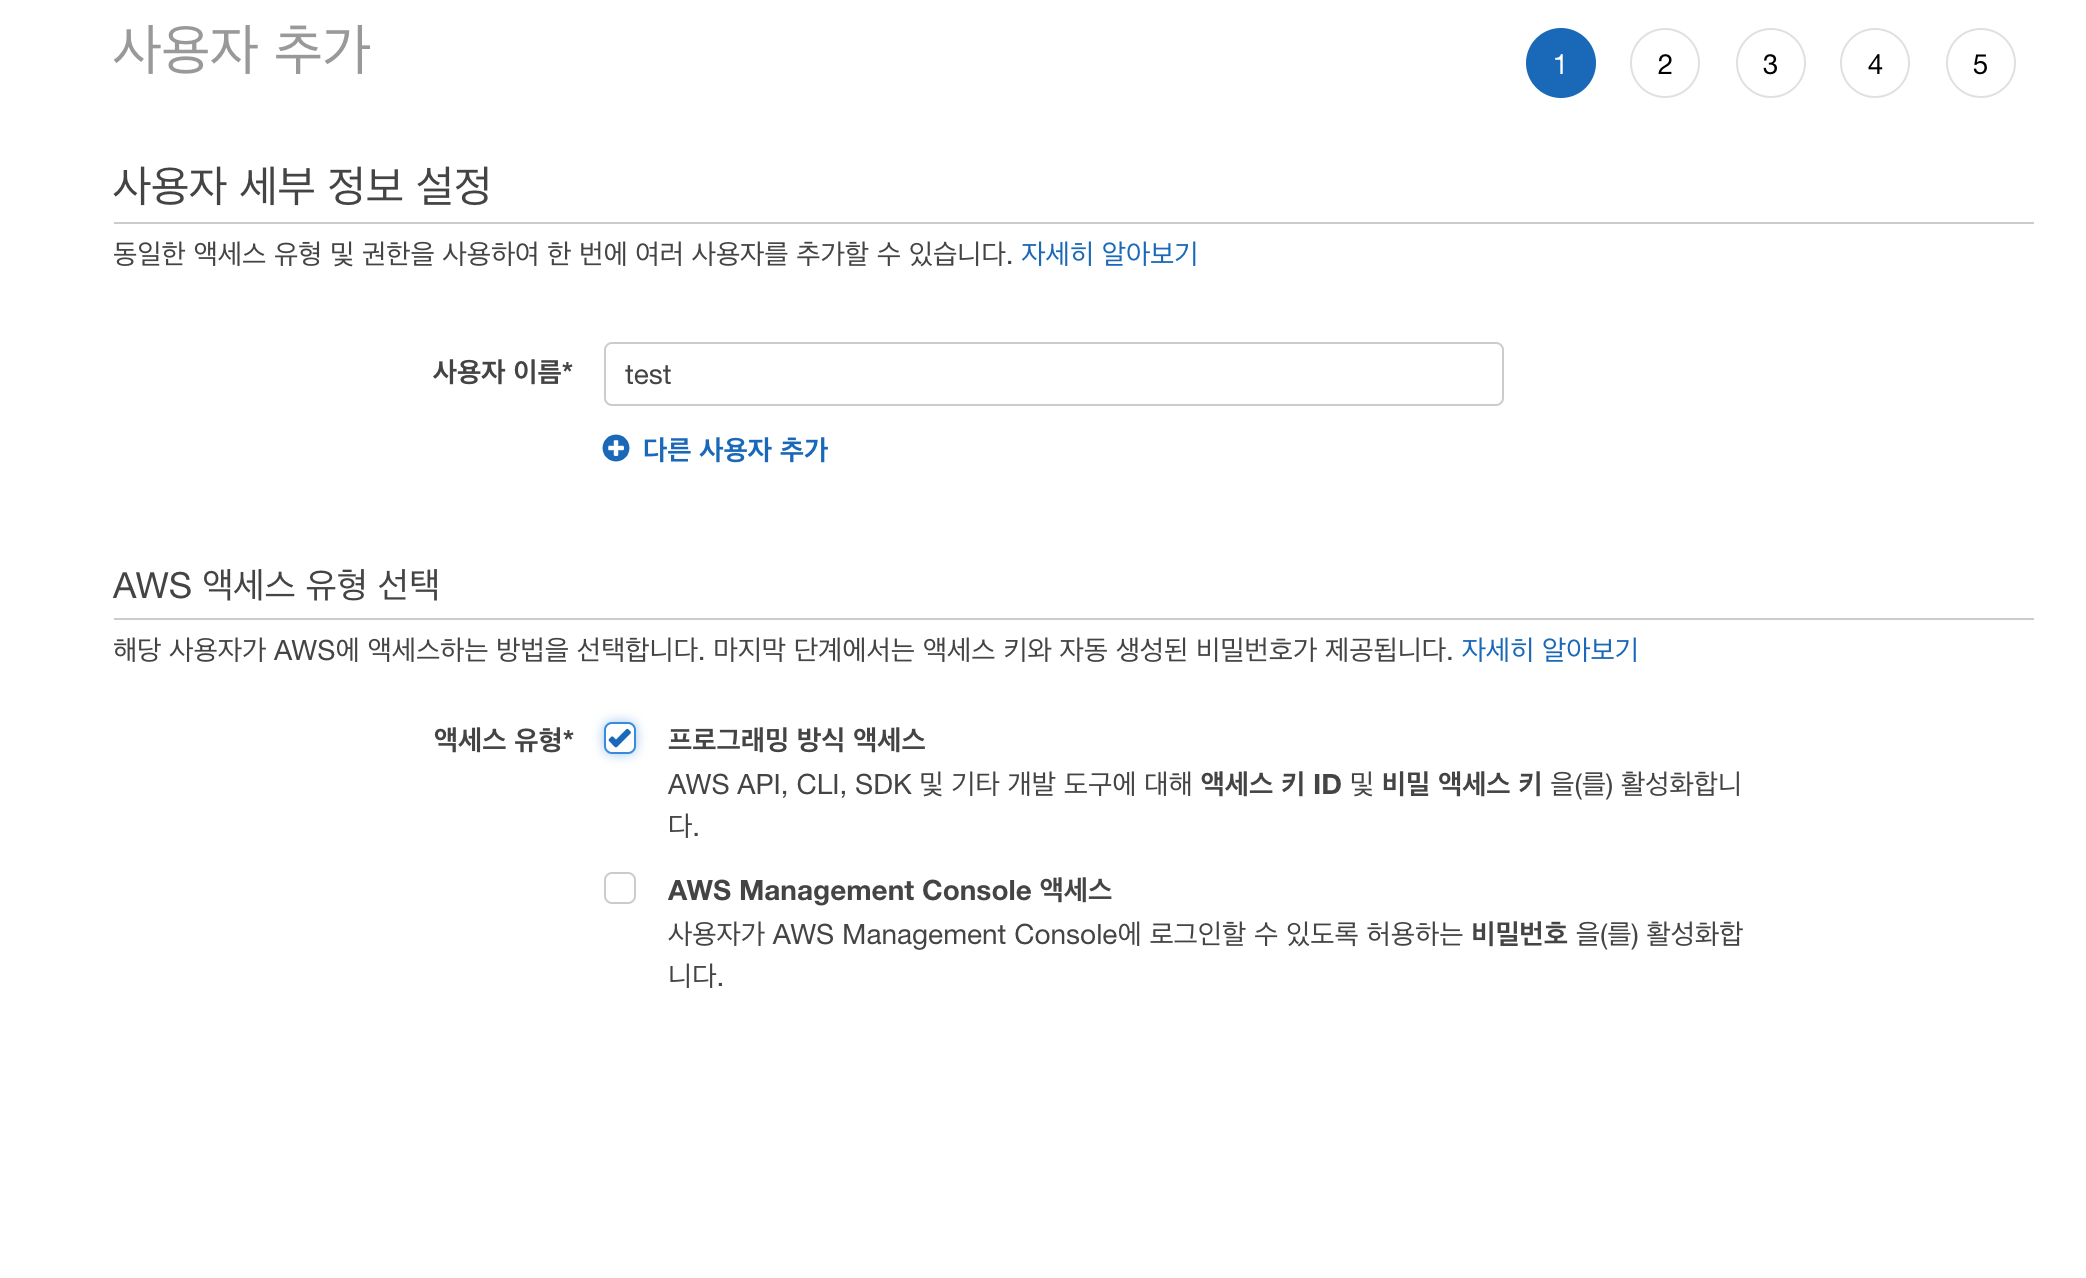 사용자 추가
1 2 3 4 5
사용자 세부 정보 설정
동일한 액세스 유형 및 권한을 사용하여 한 번에 여러 사용자를 추가할 수 있습니다. 자세히 알아보기
사용자 이름* test
다른 사용자 추가
AWS 액세스 유형 선택
해당 사용자가 AWS에 액세스하는 방법을 선택합니다. 마지막 단계에서는 액세스 키와 자동 생성된 비밀번호가 제공됩니다. 자세히 알아보기
액세스 유형* 프로그래밍 방식 액세스
AWS API, CLI, SDK 및 기타 개발 도구에 대해 액세스 키 ID 및 비밀 액세스 키 을(를) 활성화합니
다.
AWS Management Console 액세스
사용자가 AWS Management Console에 로그인할 수 있도록 허용하는 비밀번호 을(를) 활성화합
니다.